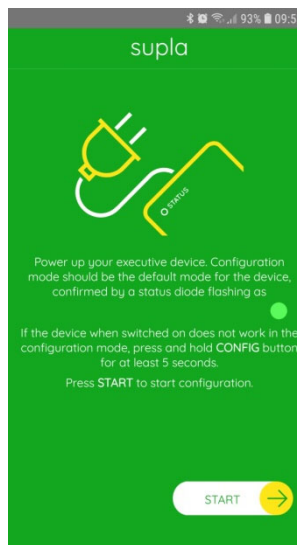 93% 09:5
supla
STATUS
Power up your executive device. Configuration
mode should be the default mode for the device,
confirmed by a status diode flashing as
If the device when switched on does not work in the
configuration mode, press and hold CONFIG button
for at least 5 seconds.
Press START to start configuration.
START